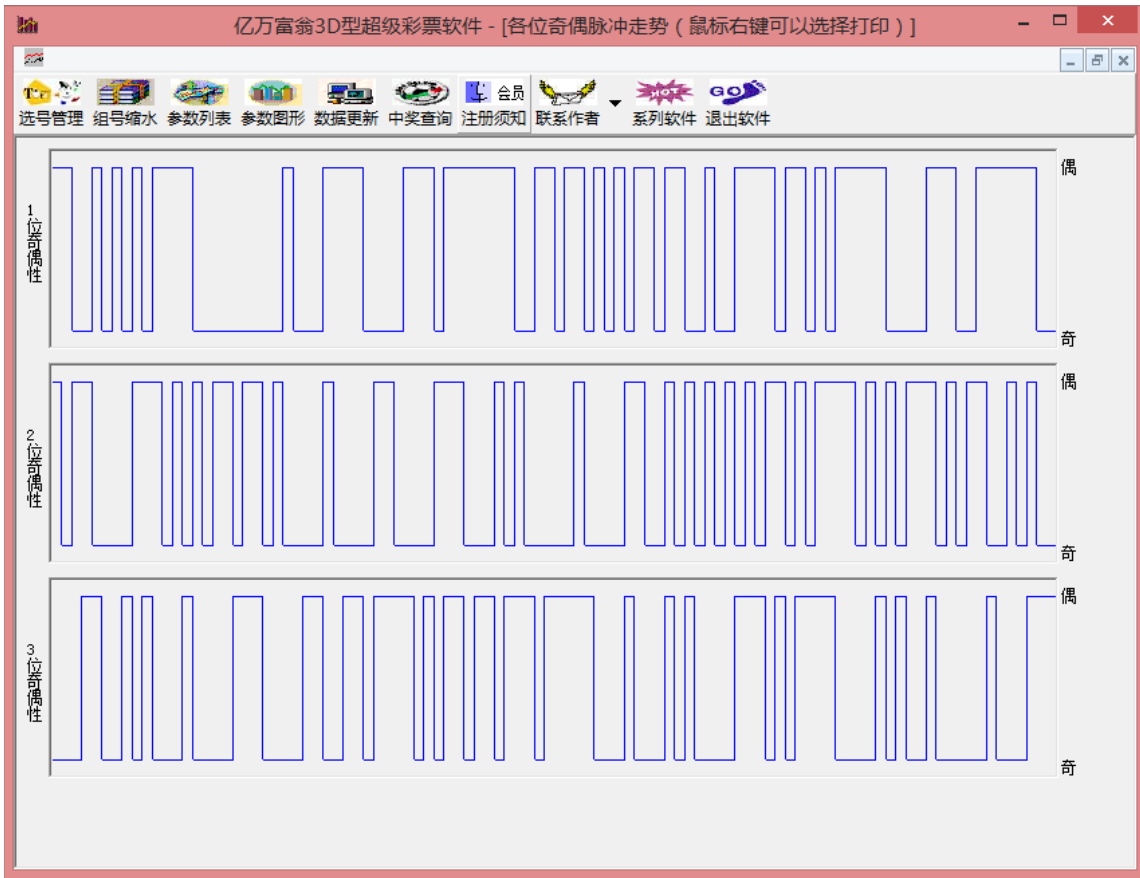 亿万富翁3D型超级彩票软件 - [各位奇偶脉冲走势（鼠标右键可以选择打印）]
会员
选号管理 组号缩水 参数列表 参数图形 数据更新 中奖查询 注册须知 联系作者 系列软件 退出软件
偶
1位奇偶性
奇
偶
2位奇偶性
奇
偶
3位奇偶性
奇